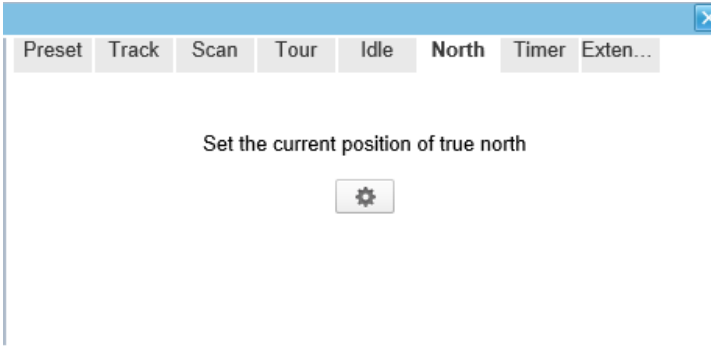 Preset Track Scan Tour Idle North Timer Exten...
Set the current position of true north